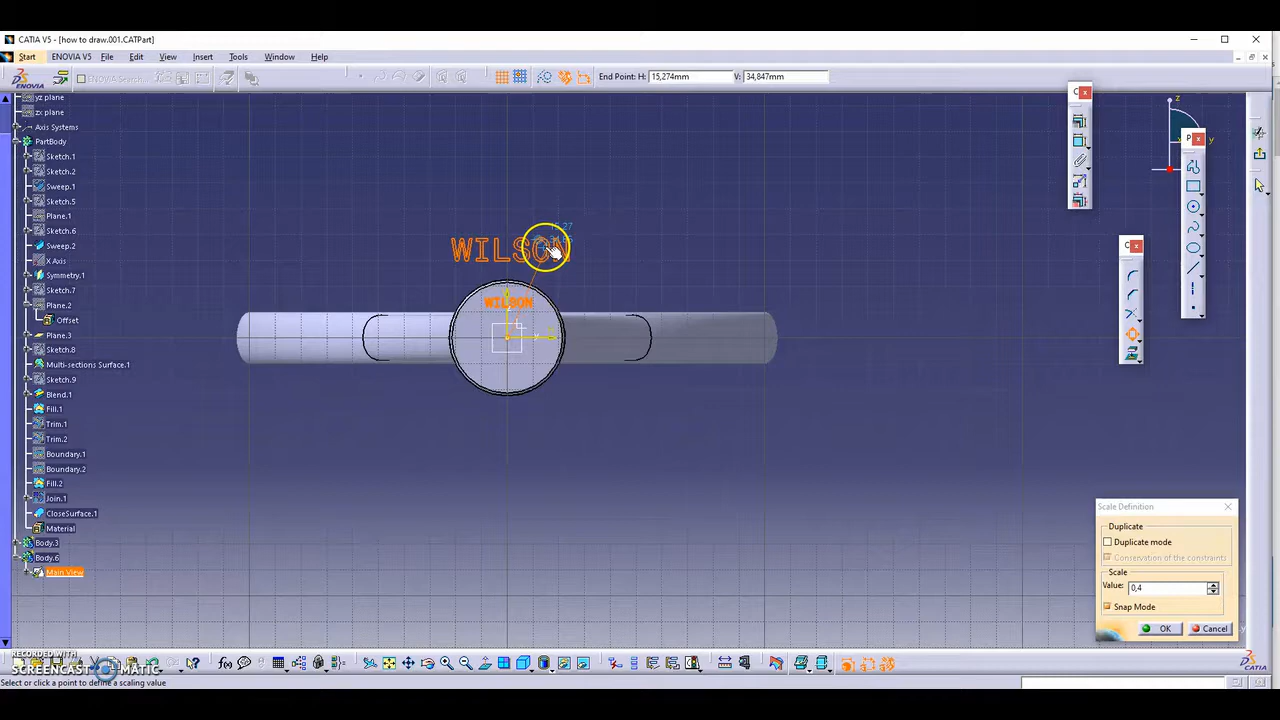 CATIA V5 - [how to draw.001.CATPart]
Start ENOVIA V5 File Edit View Insert Tools Window Help
ENOVIA Search... End Point: H: 15,274mm V: 34,847mm
ENOVIA
yz plane
zx plane
Axis Systems
PartBody
Sketch.1
Sketch.2
Sweep.1
Sketch.5
Plane.1
Sketch.6
Sweep.2
X Axis
Symmetry.1
Sketch.7
Plane.2
Offset
Plane.3
Sketch.8
Multi-sections Surface.1
Sketch.9
Blend.1
Fill.1
Trim.1
Trim.2
Boundary.1
Boundary.2
Fill.2
Join.1
CloseSurface.1
Material
Body.3
Body.6
Main View
WILSON
WILSON
z
y
Scale Definition
Duplicate
Duplicate mode
Conservation of the constraints
Scale
Value: 0,4
Snap Mode
OK Cancel
SCREENCAST MATIC
CATIA
Select or click a point to define a scaling value